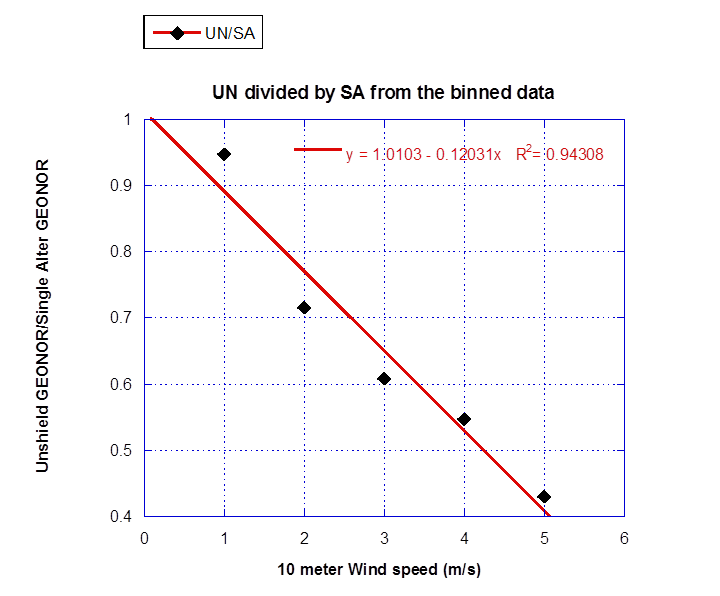 UN/SA
UN divided by SA from the binned data
y = 1.0103 - 0.12031x R2= 0.94308
Unshield GEONOR/Single Alter GEONOR
1
0.9
0.8
0.7
0.6
0.5
0.4
0 1 2 3 4 5 6
10 meter Wind speed (m/s)